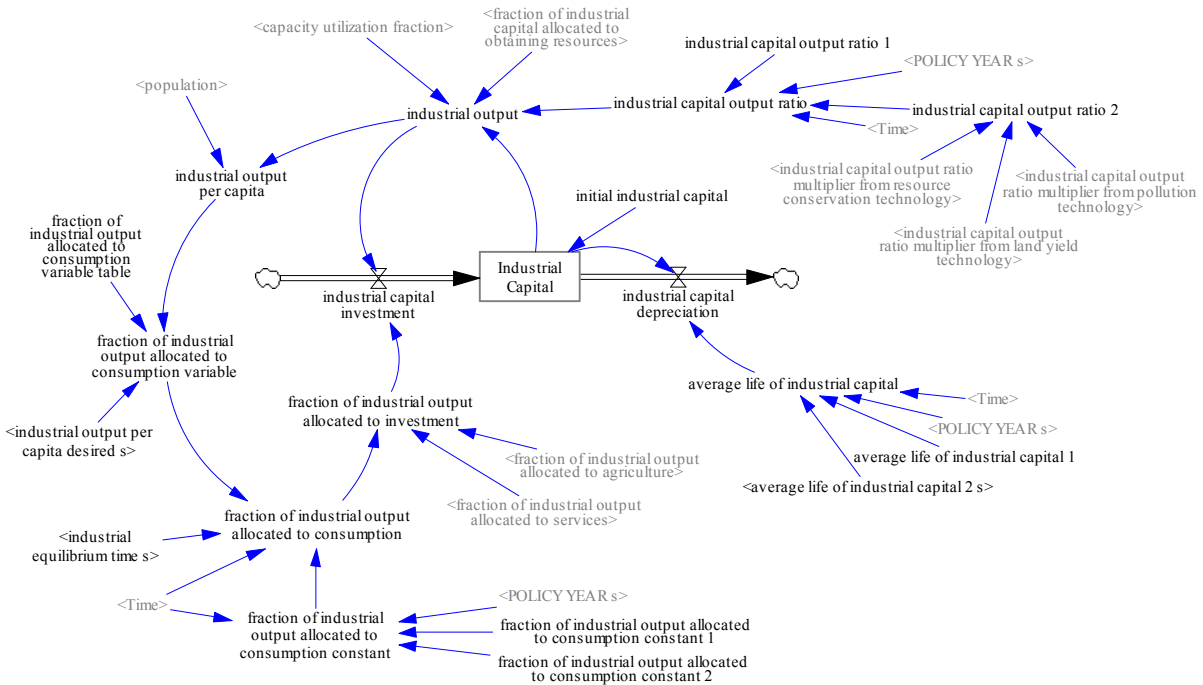 <capacity utilization fraction>
<fraction of industrial
capital allocated to
obtaining resources>
industrial capital output ratio 1
<POLICY YEAR s>
<population>
industrial output
industrial capital output ratio
industrial capital output ratio 2
<Time>
industrial output
per capita
<industrial capital output ratio
multiplier from resource
conservation technology>
<industrial capital output
ratio multiplier from pollution
technology>
<industrial capital output
ratio multiplier from land yield
technology>
initial industrial capital
fraction of
industrial output
allocated to
consumption
variable table
Industrial
Capital
industrial capital
investment
industrial capital
depreciation
fraction of industrial
output allocated to
consumption variable
average life of industrial capital
<Time>
<POLICY YEAR s>
average life of industrial capital 1
<average life of industrial capital 2 s>
fraction of industrial output
allocated to investment
<industrial output per
capita desired s>
<fraction of industrial output
allocated to agriculture>
<fraction of industrial output
allocated to services>
fraction of industrial output
allocated to consumption
<industrial
equilibrium time s>
<Time>
fraction of industrial
output allocated to
consumption constant
<POLICY YEAR s>
fraction of industrial output allocated
to consumption constant 1
fraction of industrial output allocated
to consumption constant 2